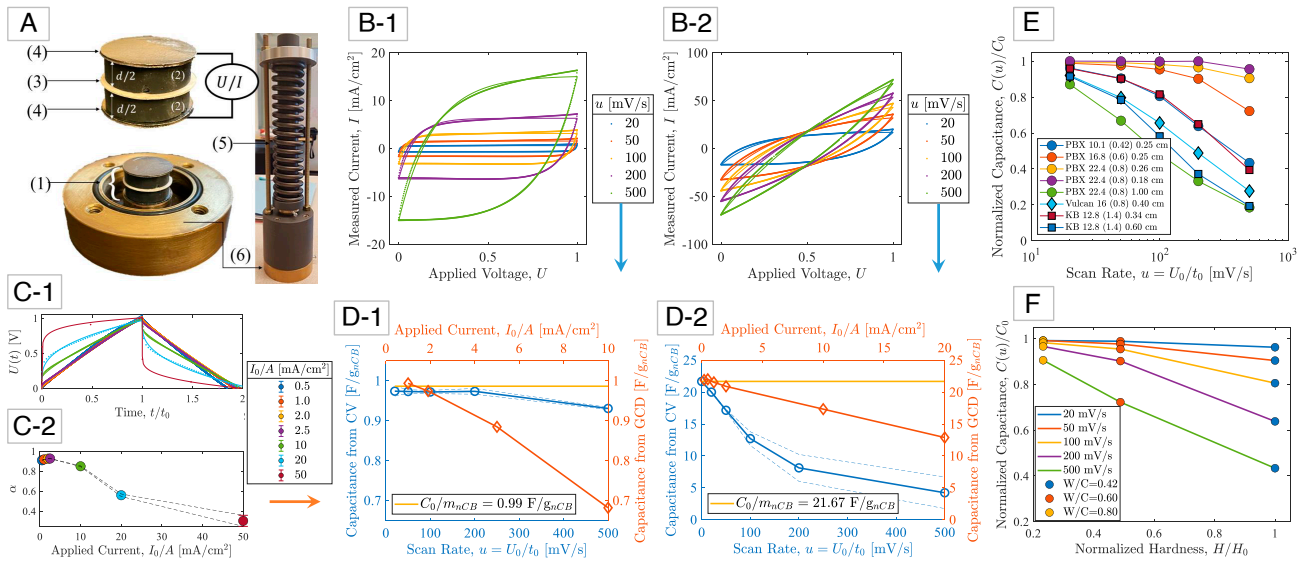 A
(4)
(3)
(4)
d/2
d/2
(2)
(2)
U/I
(5)
(1)
(6)
B-1
Measured Current, I [mA/cm²]
20
10
0
-10
-20
0
0.5
1
Applied Voltage, U
u [mV/s]
20
50
100
200
500
B-2
Measured Current, I [mA/cm²]
100
50
0
-50
-100
0
0.5
1
Applied Voltage, U
u [mV/s]
20
50
100
200
500
E
Normalized Capacitance, C(u)/C₀
1
0.8
0.6
0.4
0.2
0
PBX 10.1 (0.42) 0.25 cm
PBX 16.8 (0.6) 0.25 cm
PBX 22.4 (0.8) 0.26 cm
PBX 22.4 (0.8) 0.18 cm
PBX 22.4 (0.8) 1.00 cm
Vulcan 16 (0.8) 0.40 cm
KB 12.8 (1.4) 0.34 cm
KB 12.8 (1.4) 0.60 cm
10¹
10²
10³
Scan Rate, u = U₀/t₀ [mV/s]
C-1
U(t) [V]
1
0.5
0
0
0.5
1
1.5
2
Time, t/t₀
I₀/A [mA/cm²]
0.5
1.0
2.0
2.5
10
20
50
C-2
α
1
0.8
0.6
0.4
0
10
20
30
40
50
Applied Current, I₀/A [mA/cm²]
D-1
Applied Current, I₀/A [mA/cm²]
0
2
4
6
8
10
Capacitance from CV [F/gₙCB]
1
0.9
0.8
0.7
Capacitance from GCD [F/gₙCB]
1
0.9
0.8
0.7
C₀/mₙCB = 0.99 F/gₙCB
0
100
200
300
400
500
Scan Rate, u = U₀/t₀ [mV/s]
D-2
Applied Current, I₀/A [mA/cm²]
0
5
10
15
20
Capacitance from CV [F/gₙCB]
25
20
15
10
5
0
Capacitance from GCD [F/gₙCB]
25
20
15
10
5
0
C₀/mₙCB = 21.67 F/gₙCB
0
100
200
300
400
500
Scan Rate, u = U₀/t₀ [mV/s]
F
Normalized Capacitance, C(u)/C₀
1
0.8
0.6
0.4
0.2
20 mV/s
50 mV/s
100 mV/s
200 mV/s
500 mV/s
W/C=0.42
W/C=0.60
W/C=0.80
0.2
0.4
0.6
0.8
1
Normalized Hardness, H/H₀